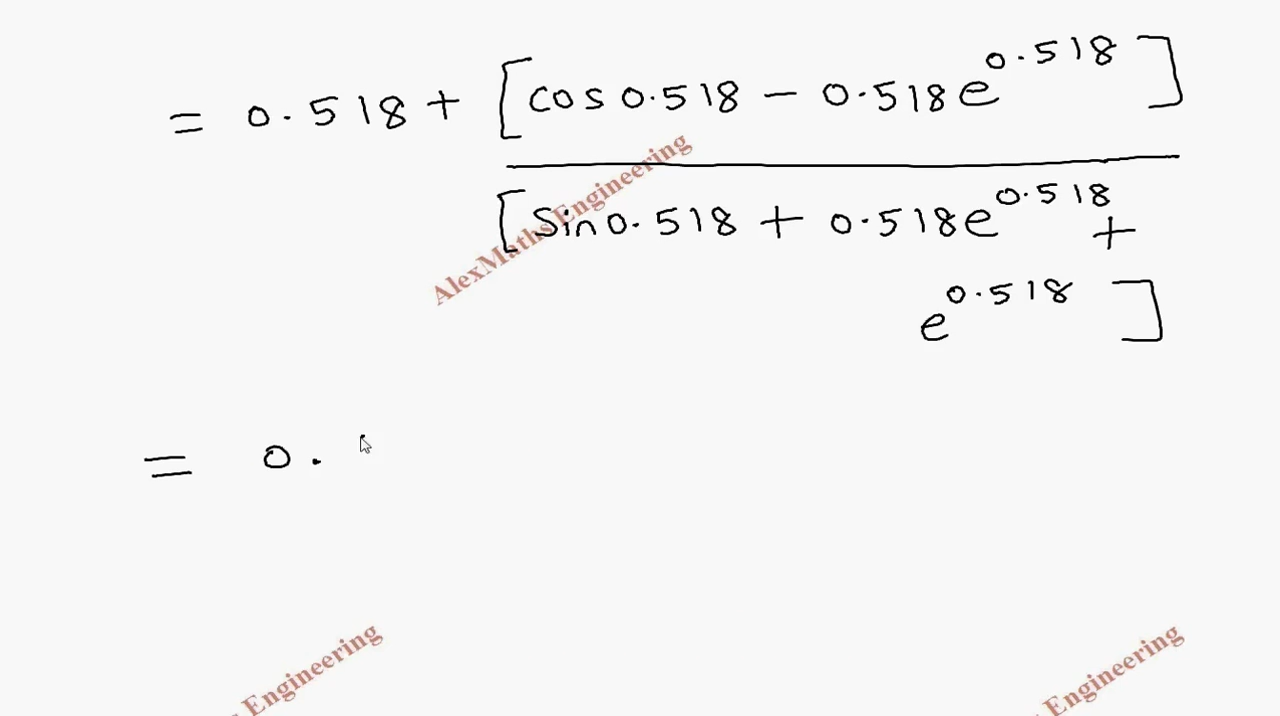 = 0.518 + [cos 0.518 - 0.518e^0.518]
[Sin 0.518 + 0.518e^0.518 +
e^0.518]
AlexMaths Engineering
= 0.
s Engineering
s Engineering